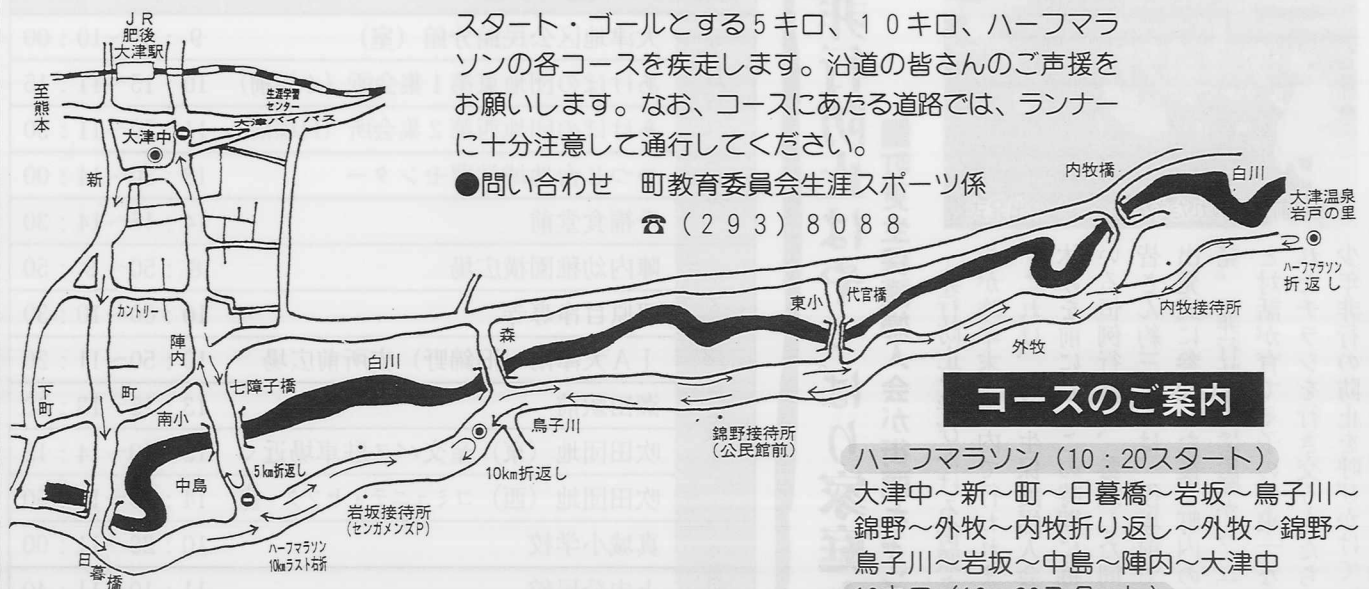 スタート・ゴールとする5キロ、10キロ、ハーフマラ
ソンの各コースを疾走します。沿道の皆さんのご声援を
お願いします。なお、コースにあたる道路では、ランナー
に十分注意して通行してください。
●問い合わせ 町教育委員会生涯スポーツ係
☎(293)8088
JR
肥後
大津駅
至熊本
生涯学習
センター
大津バイパス
大津中
新
カントリー
陣内
下町
町
七障子橋
南小
中島
5km折返し
日暮橋
白川
森
鳥子川
10km折返し
岩坂接待所
(センガメンズP)
ハーフマラソン
10kmラスト右折
東小
代官橋
錦野接待所
(公民館前)
外牧
内牧橋
白川
大津温泉
岩戸の里
ハーフマラソン
折返し
内牧接待所
コースのご案内
ハーフマラソン(10:20スタート)
大津中~新~町~日暮橋~岩坂~鳥子川~
錦野~外牧~内牧折り返し~外牧~錦野~
鳥子川~岩坂~中島~陣内~大津中